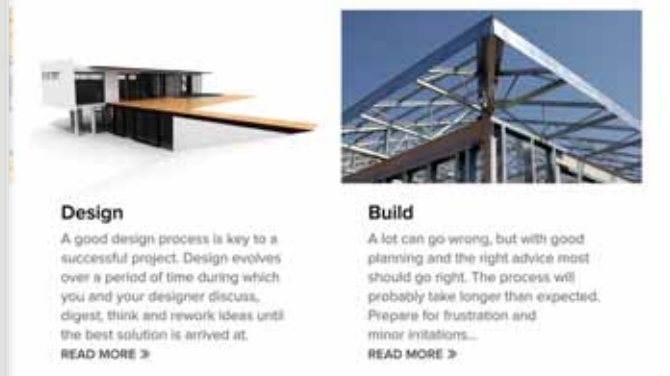 Design
A good design process is key to a
successful project. Design evolves
over a period of time during which
you and your designer discuss,
digest, think and rework ideas until
the best solution is arrived at.
READ MORE »
Build
A lot can go wrong, but with good
planning and the right advice most
should go right. The process will
probably take longer than expected.
Prepare for frustration and
minor irritations...
READ MORE »